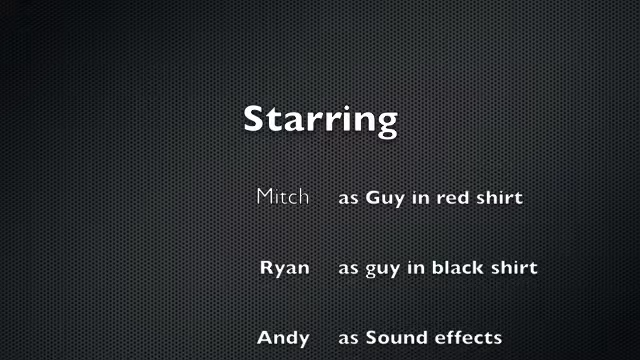 Starring
Mitch as Guy in red shirt
Ryan as guy in black shirt
Andy as Sound effects